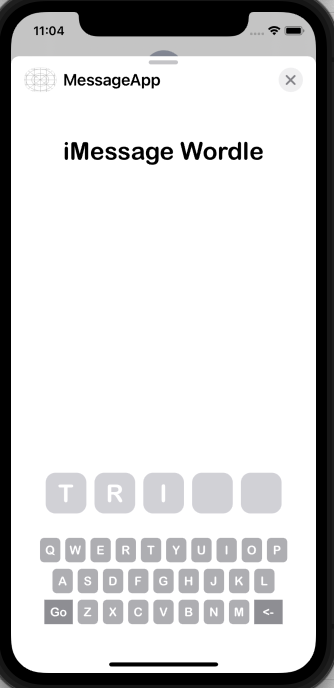 11:04
MessageApp
iMessage Wordle
T R I
Q W E R T Y U I O P
A S D F G H J K L
Go Z X C V B N M <-